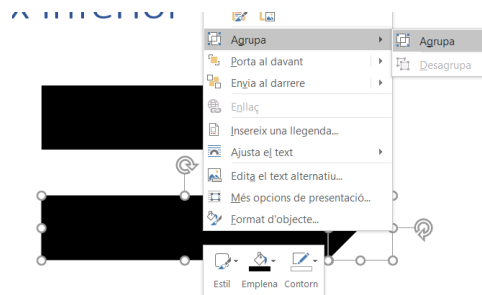 x inferior
Agrupa
Agrupa
Porta al davant
Desagrupa
Envia al darrere
Enllaç
Insereix una llegenda...
Ajusta el text
Edita el text alternatiu...
Més opcions de presentació...
Format d'objecte...
Estil Emplena Contorn